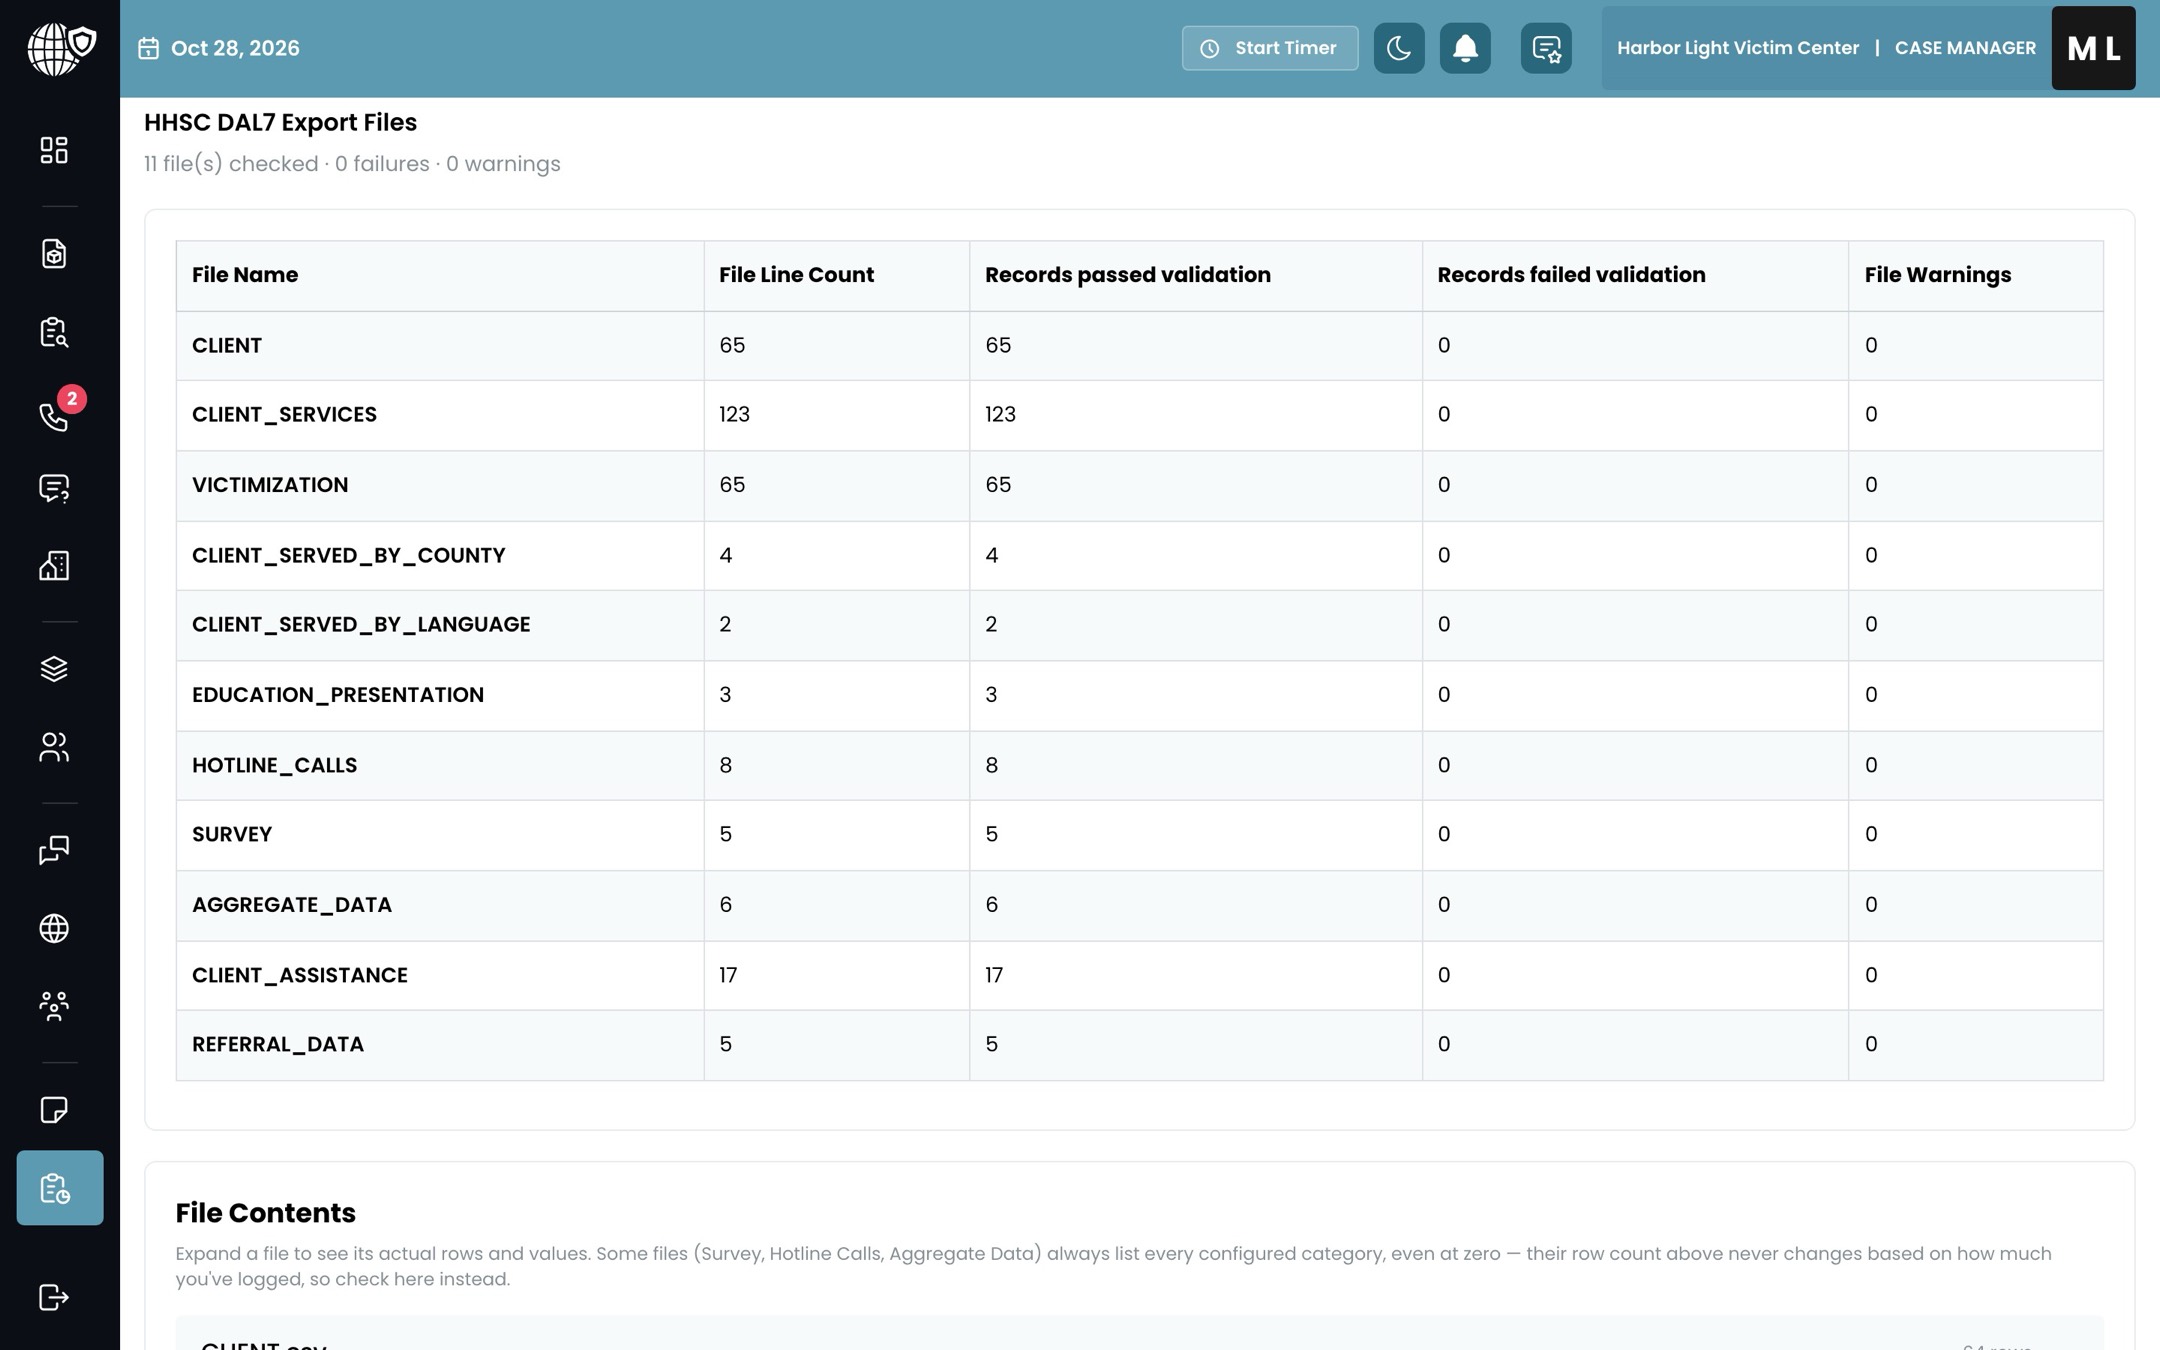 Oct 28, 2026
Start Timer
Harbor Light Victim Center | CASE MANAGER
M L
2
HHSC DAL7 Export Files
11 file(s) checked · 0 failures · 0 warnings
File Name File Line Count Records passed validation Records failed validation File Warnings
CLIENT 65 65 0 0
CLIENT_SERVICES 123 123 0 0
VICTIMIZATION 65 65 0 0
CLIENT_SERVED_BY_COUNTY 4 4 0 0
CLIENT_SERVED_BY_LANGUAGE 2 2 0 0
EDUCATION_PRESENTATION 3 3 0 0
HOTLINE_CALLS 8 8 0 0
SURVEY 5 5 0 0
AGGREGATE_DATA 6 6 0 0
CLIENT_ASSISTANCE 17 17 0 0
REFERRAL_DATA 5 5 0 0
File Contents
Expand a file to see its actual rows and values. Some files (Survey, Hotline Calls, Aggregate Data) always list every configured category, even at zero — their row count above never changes based on how much
you've logged, so check here instead.